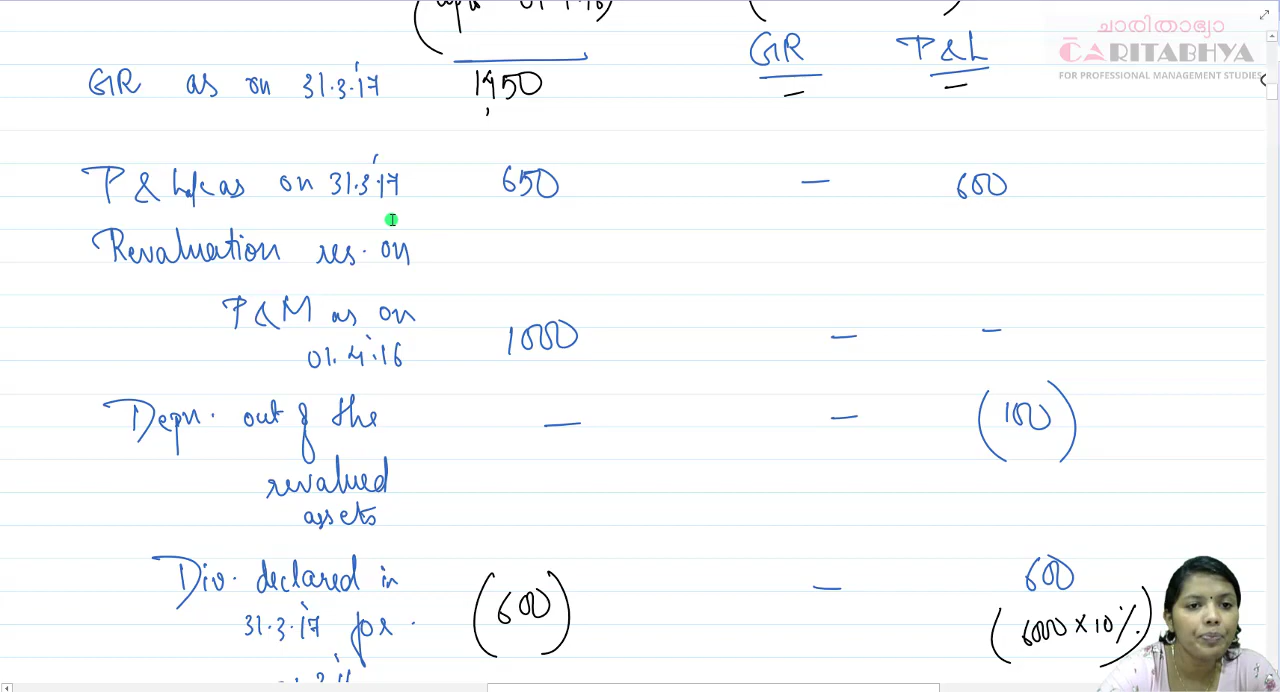 ചാരിതാഭ്യാ
CARITABHYA
FOR PROFESSIONAL MANAGEMENT STUDIES
GR P&L
GR as on 31.3.17 1950 - -
P & L A/c as on 31.3.17 650 - 600
Revaluation res. on
P&M as on
01.4.16 1000 - -
Depn. out of the - - (100)
revalued
assets
Div. declared in (600) - 600
31.3.17 for (6000 × 10%)